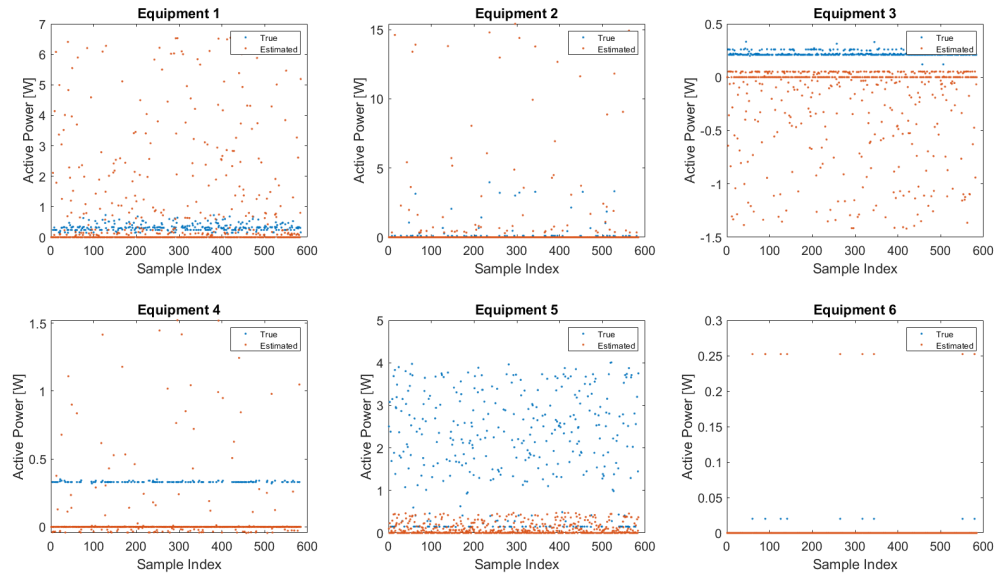 Equipment 1
7
6
5
4
3
2
1
0
Active Power [W]
0 100 200 300 400 500 600
Sample Index
True
Estimated
Equipment 2
15
10
5
0
Active Power [W]
0 100 200 300 400 500 600
Sample Index
True
Estimated
Equipment 3
0.5
0
-0.5
-1
-1.5
Active Power [W]
0 100 200 300 400 500 600
Sample Index
True
Estimated
Equipment 4
1.5
1
0.5
0
Active Power [W]
0 100 200 300 400 500 600
Sample Index
True
Estimated
Equipment 5
5
4
3
2
1
0
Active Power [W]
0 100 200 300 400 500 600
Sample Index
True
Estimated
Equipment 6
0.3
0.25
0.2
0.15
0.1
0.05
0
Active Power [W]
0 100 200 300 400 500 600
Sample Index
True
Estimated